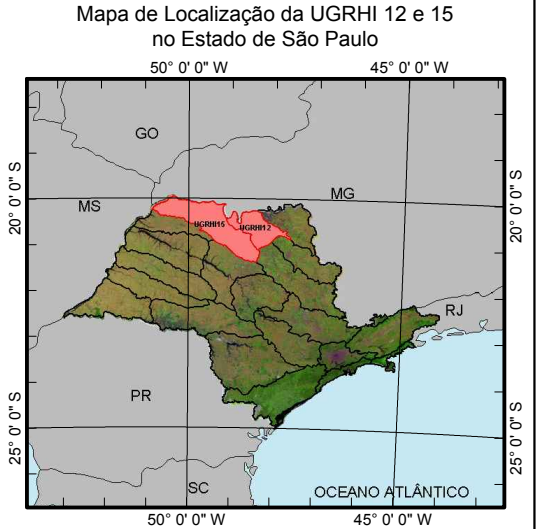 Mapa de Localização da UGRHI 12 e 15
no Estado de São Paulo
50° 0' 0" W
45° 0' 0" W
GO
MG
MS
20° 0' 0" S
20° 0' 0" S
UGRHI15
UGRHI12
RJ
PR
25° 0' 0" S
25° 0' 0" S
SC
OCEANO ATLÂNTICO
50° 0' 0" W
45° 0' 0" W